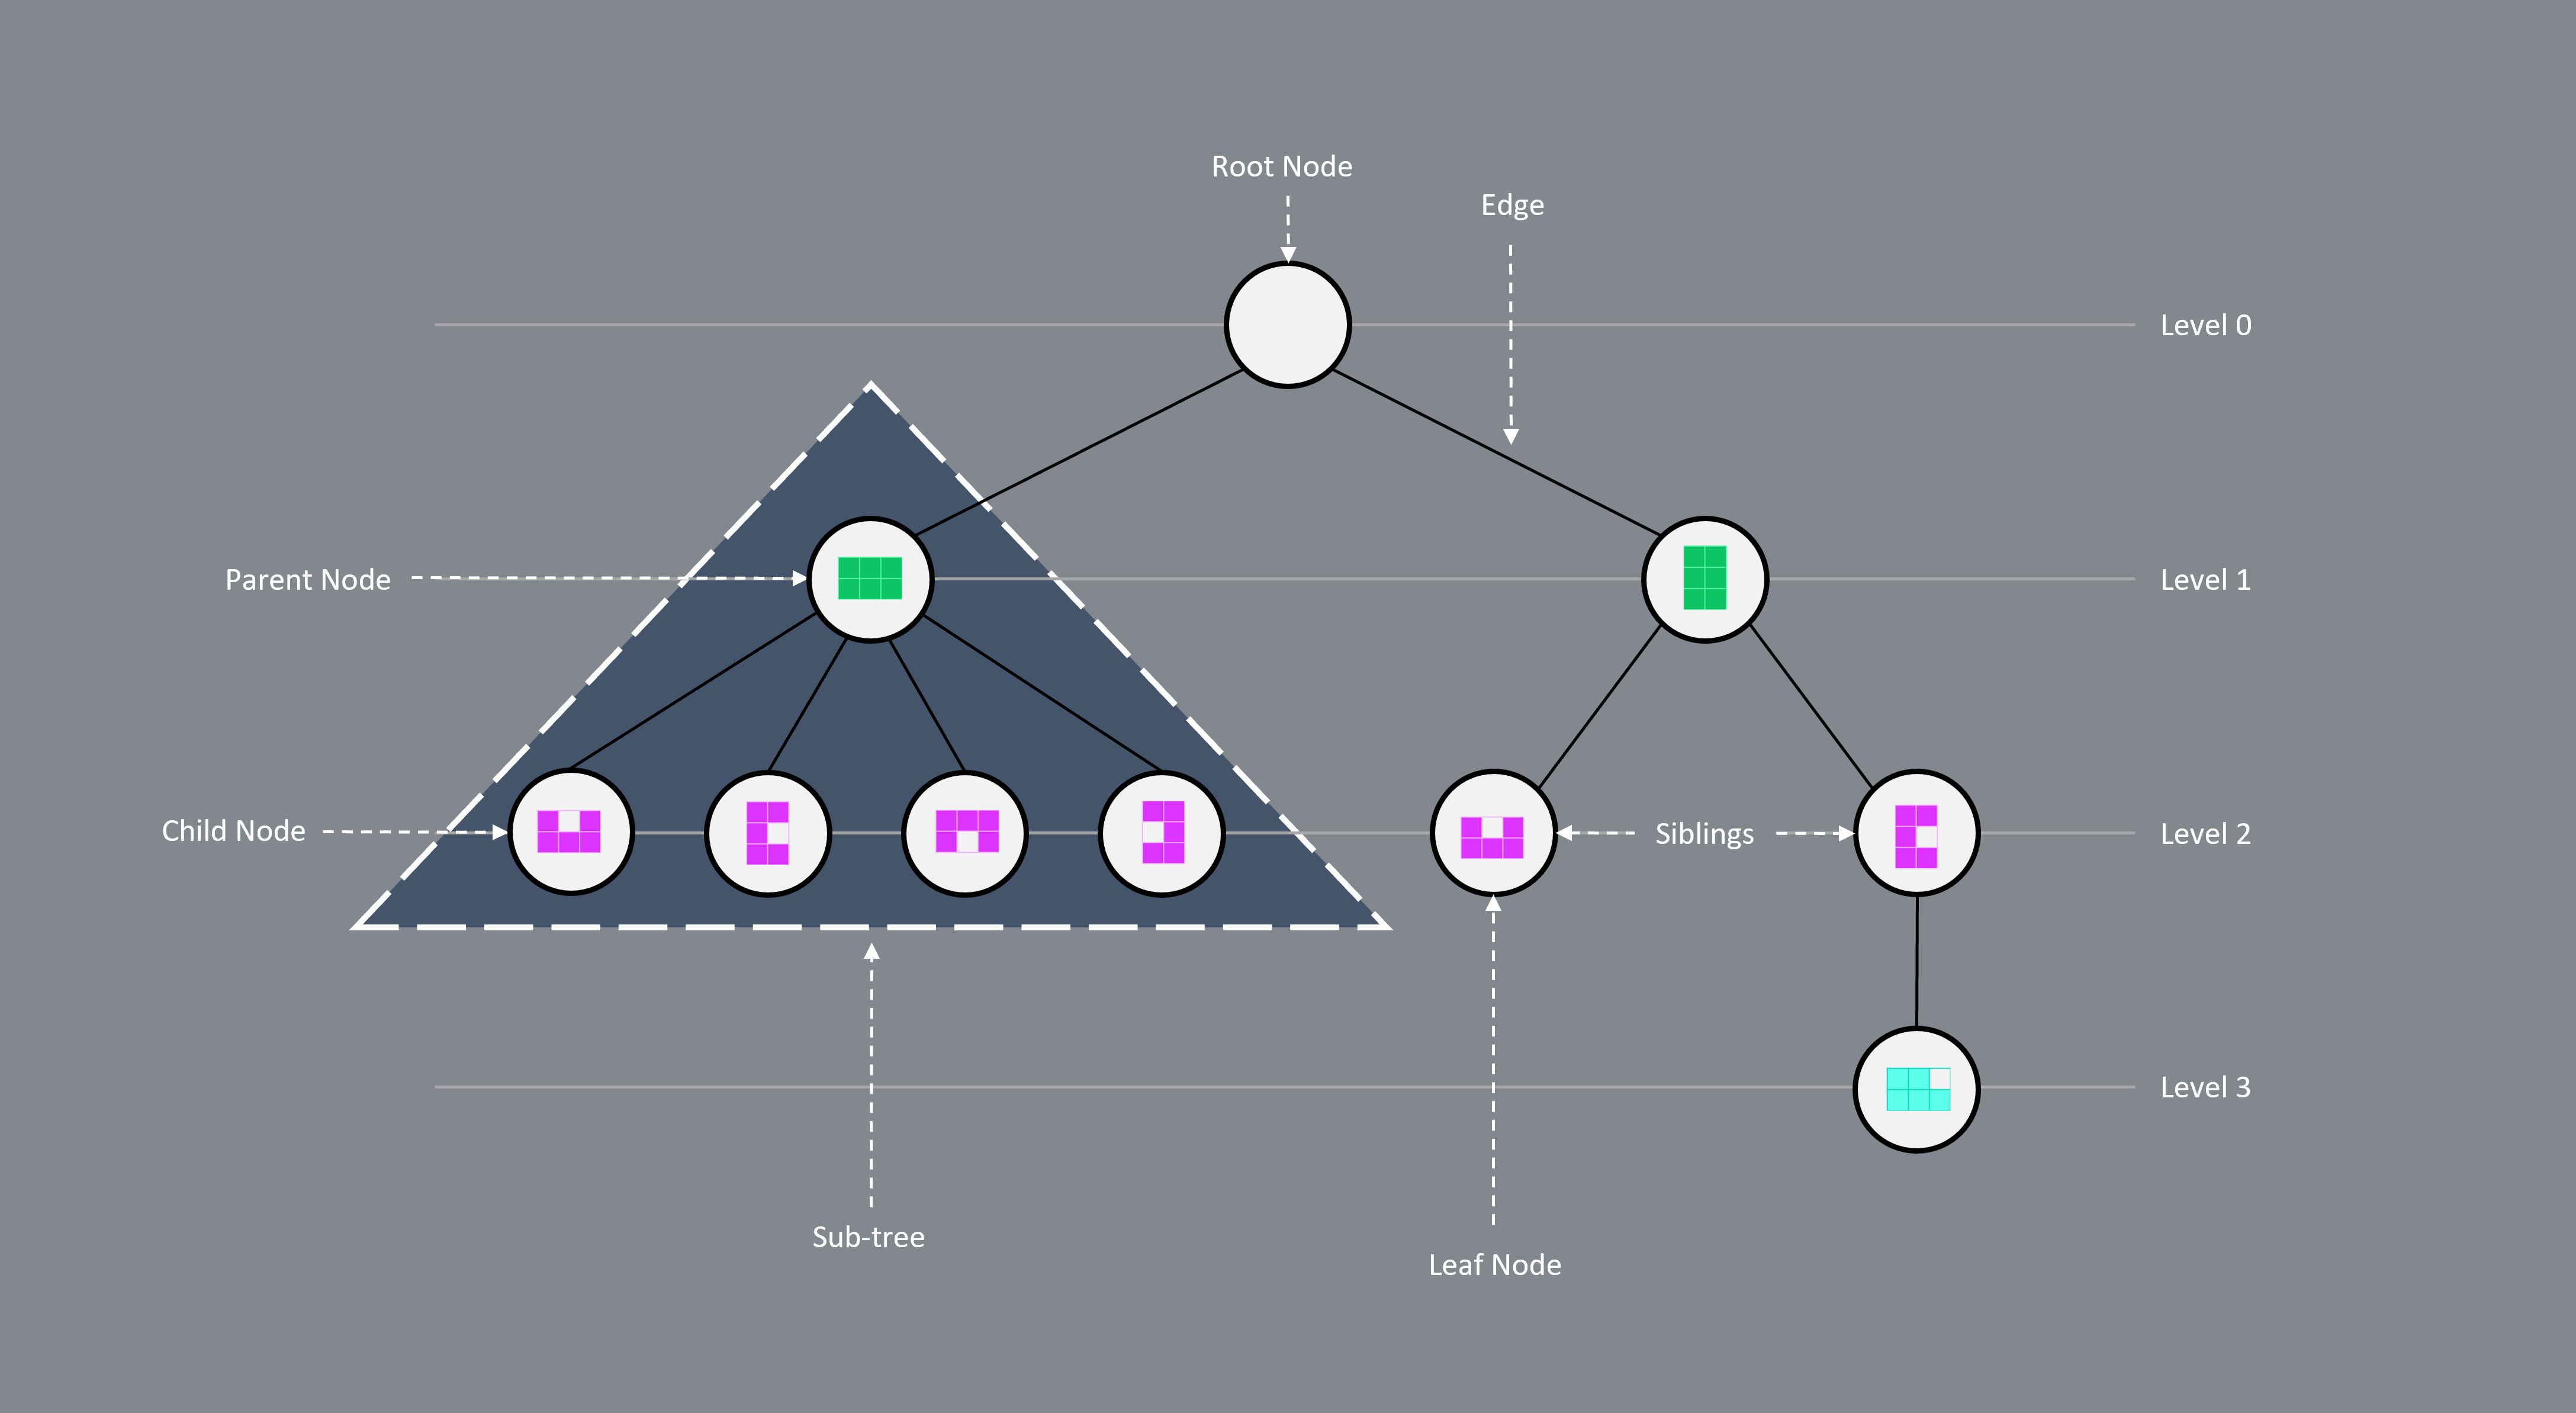 Root Node
Edge
Level 0
Parent Node
Level 1
Child Node
Siblings
Level 2
Level 3
Sub-tree
Leaf Node